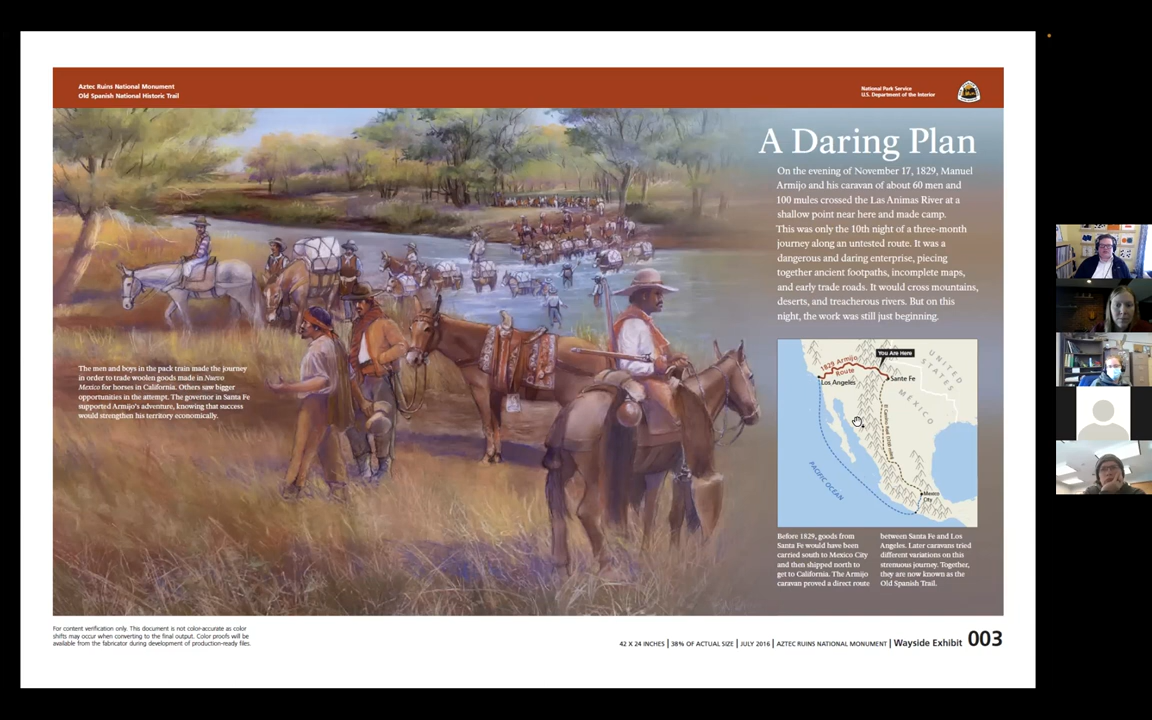 Aztec Ruins National Monument
Old Spanish National Historic Trail
National Park Service
U.S. Department of the Interior
A Daring Plan
On the evening of November 17, 1829, Manuel
Armijo and his caravan of about 60 men and
100 mules crossed the Las Animas River at a
shallow point near here and made camp.
This was only the 10th night of a three-month
journey along an untested route. It was a
dangerous and daring enterprise, piecing
together ancient footpaths, incomplete maps,
and early trade roads. It would cross mountains,
deserts, and treacherous rivers. But on this
night, the work was still just beginning.
The men and boys in the pack train made the journey
in order to trade woolen goods made in Nuevo
Mexico for horses in California. Others saw bigger
opportunities in the attempt. The governor in Santa Fe
supported Armijo's adventure, knowing that success
would strengthen his territory economically.
You Are Here
1829 Armijo
Route
Los Angeles
Santa Fe
UNITED
STATES
MEXICO
PACIFIC OCEAN
Mexico
City
Before 1829, goods from
Santa Fe would have been
carried south to Mexico City
and then shipped north to
get to California. The Armijo
caravan proved a direct route
between Santa Fe and Los
Angeles. Later caravans tried
different variations on this
strenuous journey. Together,
they are now known as the
Old Spanish Trail.
For content verification only. This document is not color-accurate as color
shifts may occur when converting to the final output. Color proofs will be
available from the fabricator during development of production-ready files.
42 X 24 INCHES | 38% OF ACTUAL SIZE | JULY 2016 | AZTEC RUINS NATIONAL MONUMENT | Wayside Exhibit 003